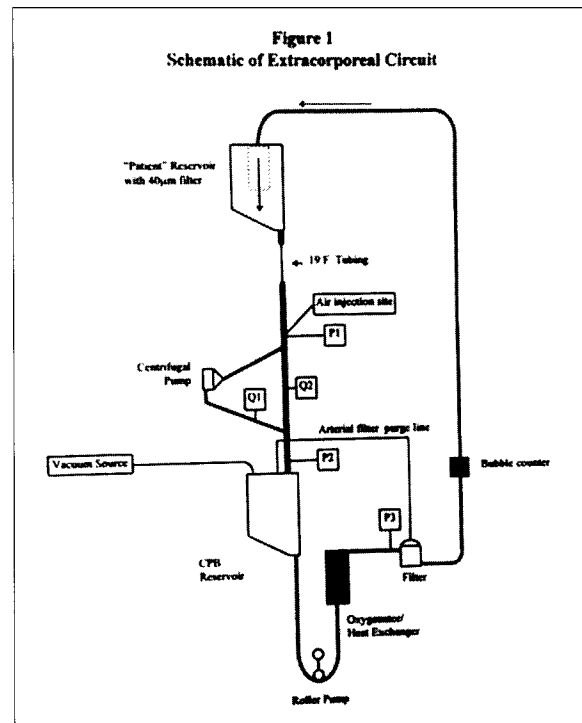 Figure 1
Schematic of Extracorporeal Circuit
"Patient" Reservoir
with 40µm filter
19 F Tubing
Air injection site
P1
Centrifugal
Pump
Q1
Q2
Arterial filter purge line
Vacuum Source
P2
Bubble counter
P3
CPB
Reservoir
Filter
Oxygenator/
Heat Exchanger
Roller Pump